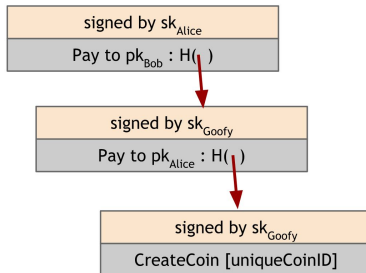 signed by sk_Alice
Pay to pk_Bob : H( )
signed by sk_Goofy
Pay to pk_Alice : H( )
signed by sk_Goofy
CreateCoin [uniqueCoinID]